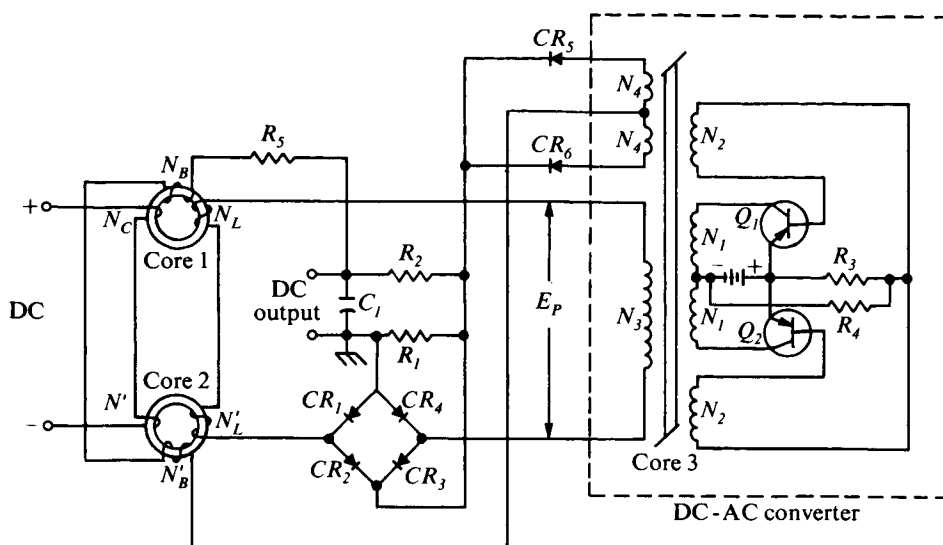 CR5
N4
N4
CR6
R5
NB
+
NC
NL
Core 1
DC
R2
DC
output
C1
R1
EP
N3
N2
Q1
N1
- +
R3
N1
R4
Q2
N2
Core 2
N'
-
N'L
N'B
CR1
CR4
CR2
CR3
Core 3
DC-AC converter